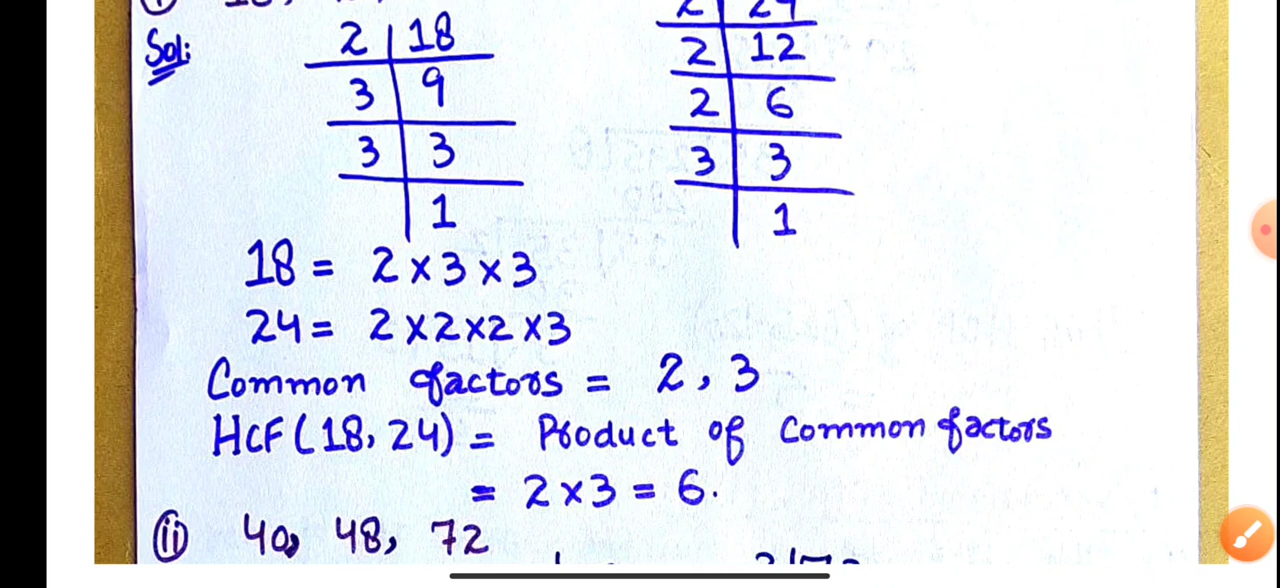 Sol:
2 | 18
3 | 9
3 | 3
1
2 | 24
2 | 12
2 | 6
3 | 3
1
18 = 2 × 3 × 3
24 = 2 × 2 × 2 × 3
Common factors = 2, 3
HCF (18, 24) = Product of Common factors
= 2 × 3 = 6.
(ii) 40, 48, 72